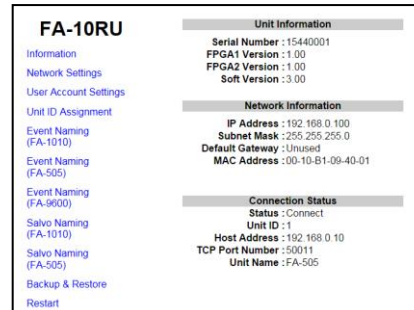 FA-10RU
Information
Network Settings
User Account Settings
Unit ID Assignment
Event Naming
(FA-1010)
Event Naming
(FA-505)
Event Naming
(FA-9600)
Salvo Naming
(FA-1010)
Salvo Naming
(FA-505)
Backup & Restore
Restart
Unit Information
Serial Number : 15440001
FPGA1 Version : 1.00
FPGA2 Version : 1.00
Soft Version : 3.00
Network Information
IP Address : 192.168.0.100
Subnet Mask : 255.255.255.0
Default Gateway : Unused
MAC Address : 00-10-B1-09-40-01
Connection Status
Status : Connect
Unit ID : 1
Host Address : 192.168.0.10
TCP Port Number : 50011
Unit Name : FA-505